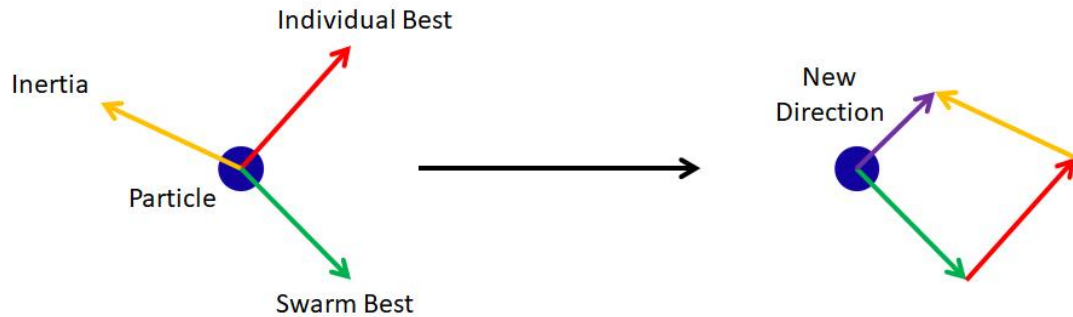 Individual Best
Inertia
Particle
Swarm Best
New
Direction